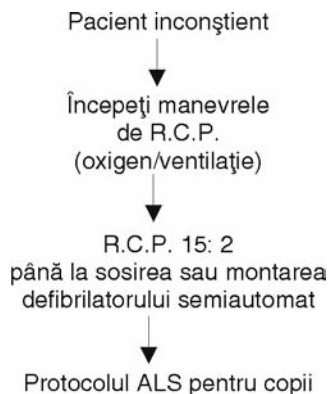 Pacient inconştient
Începeţi manevrele
de R.C.P.
(oxigen/ventilaţie)
R.C.P. 15: 2
până la sosirea sau montarea
defibrilatorului semiautomat
Protocolul ALS pentru copii